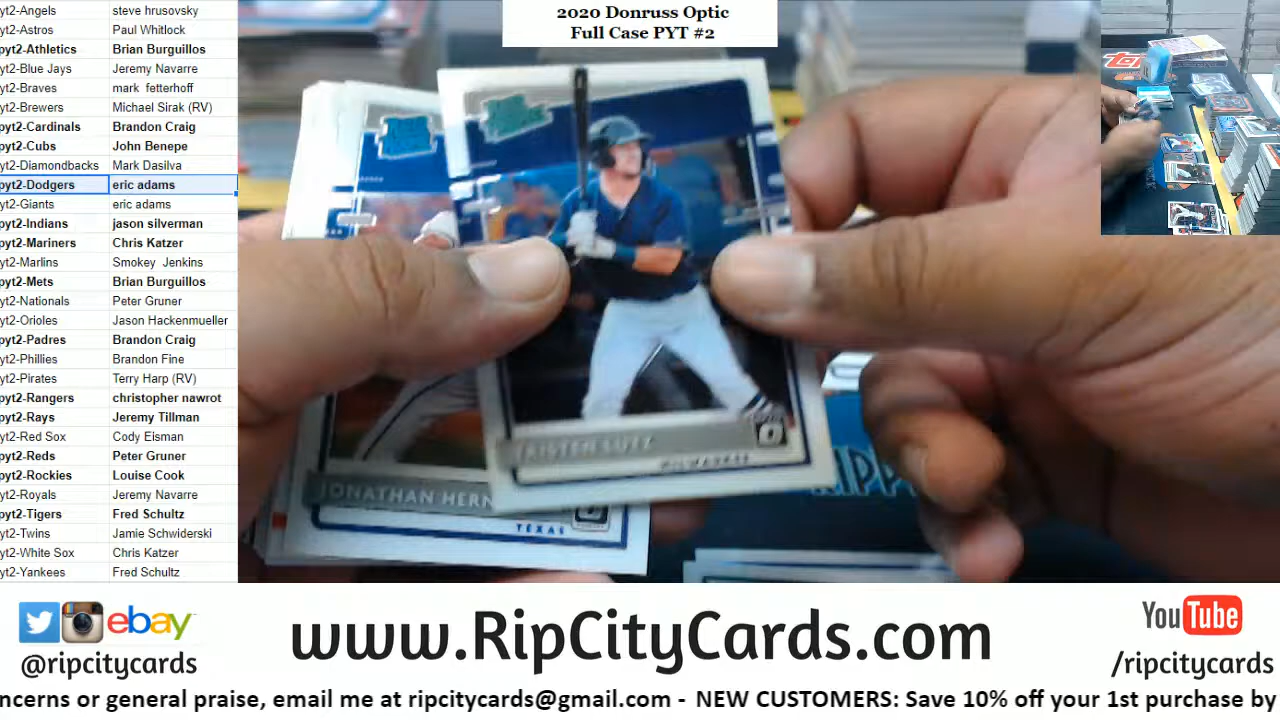 2020 Donruss Optic
Full Case PYT #2
yt2-Angels steve hrusovsky
yt2-Astros Paul Whitlock
pyt2-Athletics Brian Burguillos
yt2-Blue Jays Jeremy Navarre
yt2-Braves mark fetterhoff
yt2-Brewers Michael Sirak (RV)
pyt2-Cardinals Brandon Craig
pyt2-Cubs John Benepe
yt2-Diamondbacks Mark Dasilva
pyt2-Dodgers eric adams
yt2-Giants eric adams
pyt2-Indians jason silverman
pyt2-Mariners Chris Katzer
yt2-Marlins Smokey Jenkins
pyt2-Mets Brian Burguillos
yt2-Nationals Peter Gruner
yt2-Orioles Jason Hackenmueller
pyt2-Padres Brandon Craig
yt2-Phillies Brandon Fine
yt2-Pirates Terry Harp (RV)
pyt2-Rangers christopher nawrot
pyt2-Rays Jeremy Tillman
yt2-Red Sox Cody Elsman
pyt2-Reds Peter Gruner
pyt2-Rockies Louise Cook
yt2-Royals Jeremy Navarre
pyt2-Tigers Fred Schultz
yt2-Twins Jamie Schwiderski
yt2-White Sox Chris Katzer
yt2-Yankees Fred Schultz
MILWAUKEE
JONATHAN HERN
TEXAS
RIPP
ebay
@ripcitycards
www.RipCityCards.com
YouTube
/ripcitycards
ncerns or general praise, email me at ripcitycards@gmail.com - NEW CUSTOMERS: Save 10% off your 1st purchase by